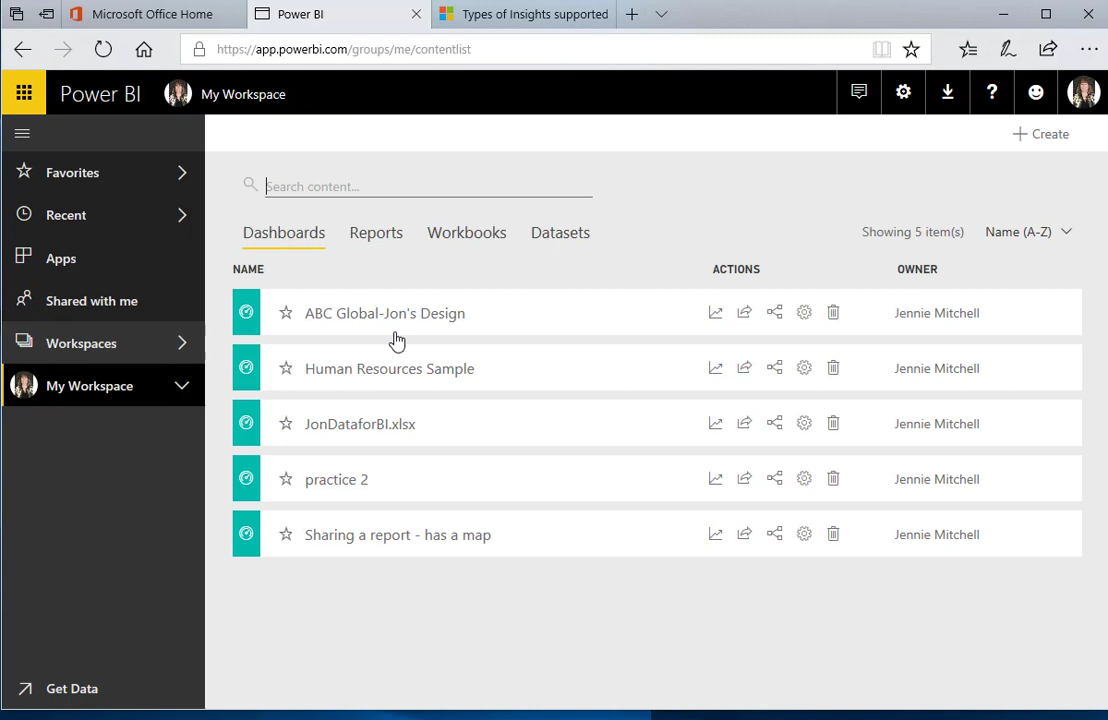 Microsoft Office Home
Power BI
Types of Insights supported
https://app.powerbi.com/groups/me/contentlist
Power BI
My Workspace
Create
Favorites
Recent
Apps
Shared with me
Workspaces
My Workspace
Get Data
Search content...
Dashboards
Reports
Workbooks
Datasets
Showing 5 item(s)
Name (A-Z)
NAME
ACTIONS
OWNER
ABC Global-Jon's Design
Jennie Mitchell
Human Resources Sample
Jennie Mitchell
JonDataforBI.xlsx
Jennie Mitchell
practice 2
Jennie Mitchell
Sharing a report - has a map
Jennie Mitchell